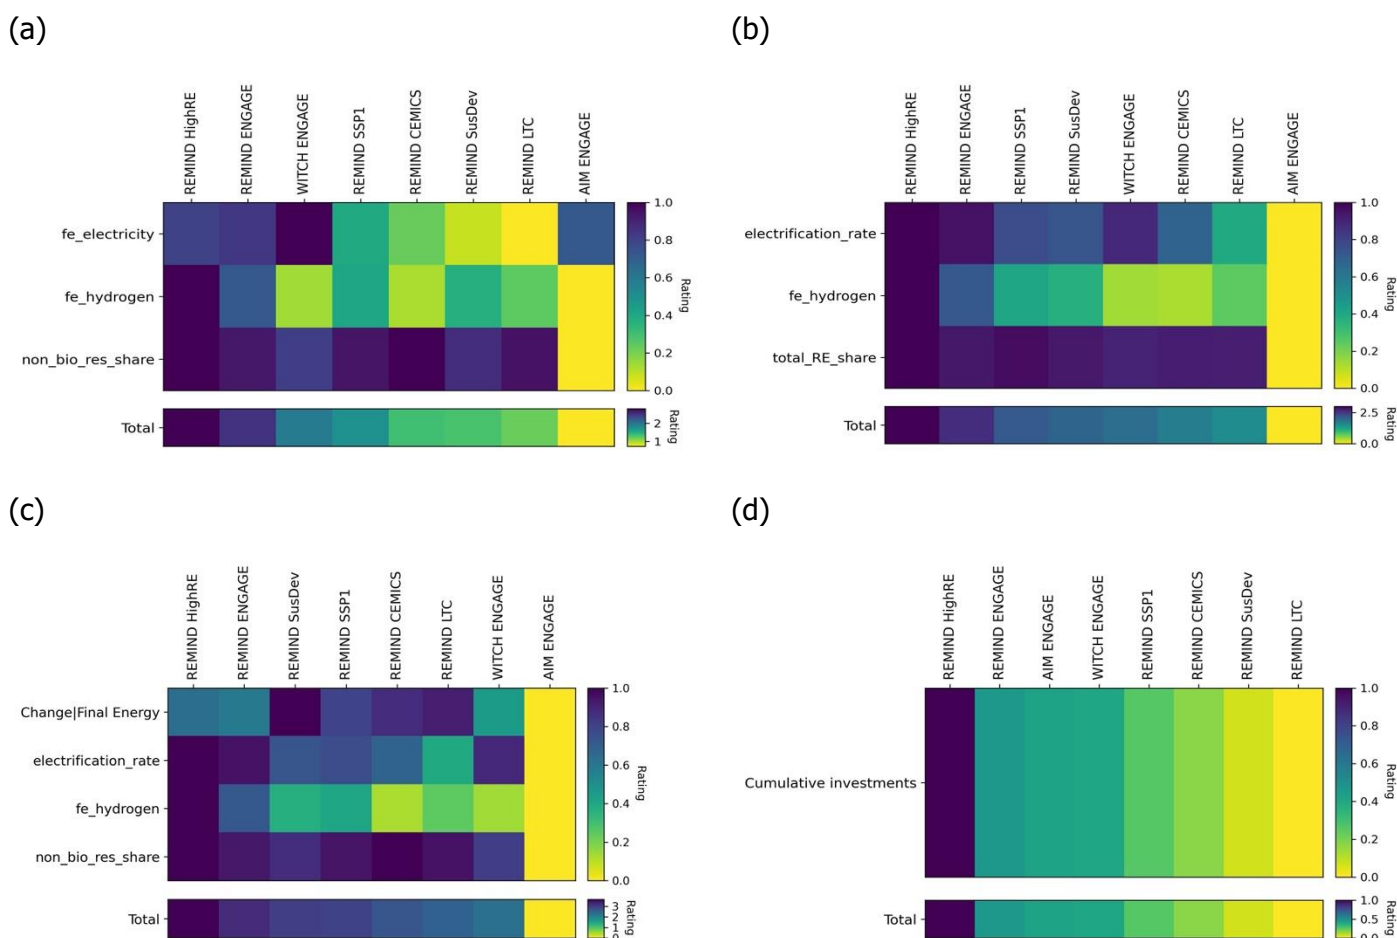 (a)
REMIND HighRE
REMIND ENGAGE
WITCH ENGAGE
REMIND SSP1
REMIND CEMICS
REMIND SusDev
REMIND LTC
AIM ENGAGE
fe_electricity
fe_hydrogen
non_bio_res_share
1.0
0.8
0.6
0.4
0.2
0.0
Rating
Total
2
1
Rating
(b)
REMIND HighRE
REMIND ENGAGE
REMIND SSP1
REMIND SusDev
WITCH ENGAGE
REMIND CEMICS
REMIND LTC
AIM ENGAGE
electrification_rate
fe_hydrogen
total_RE_share
1.0
0.8
0.6
0.4
0.2
0.0
Rating
Total
2.5
0.0
Rating
(c)
REMIND HighRE
REMIND ENGAGE
REMIND SusDev
REMIND SSP1
REMIND CEMICS
REMIND LTC
WITCH ENGAGE
AIM ENGAGE
Change|Final Energy
electrification_rate
fe_hydrogen
non_bio_res_share
1.0
0.8
0.6
0.4
0.2
0.0
Rating
Total
3
2
1
0
Rating
(d)
REMIND HighRE
REMIND ENGAGE
AIM ENGAGE
WITCH ENGAGE
REMIND SSP1
REMIND CEMICS
REMIND SusDev
REMIND LTC
Cumulative investments
1.0
0.8
0.6
0.4
0.2
0.0
Rating
Total
1.0
0.5
0.0
Rating